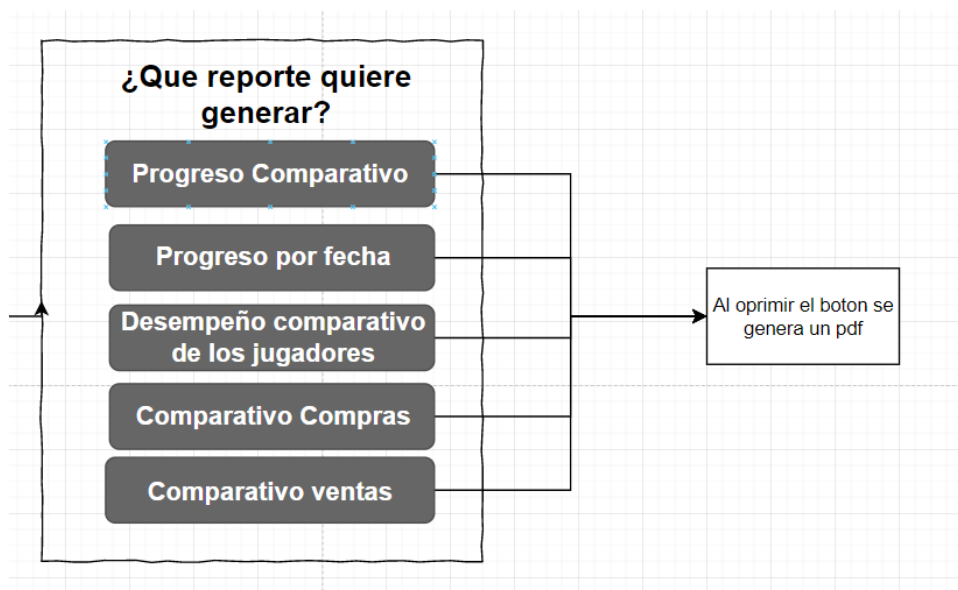 ¿Que reporte quiere
generar?
Progreso Comparativo
Progreso por fecha
Desempeño comparativo
de los jugadores
Comparativo Compras
Comparativo ventas
Al oprimir el boton se
genera un pdf